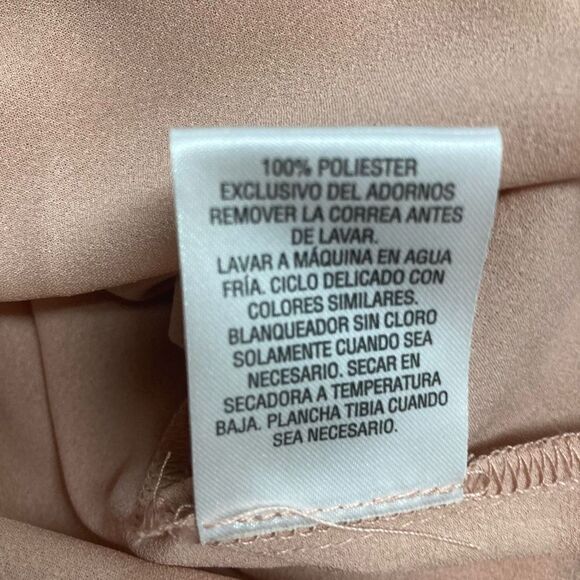 100% POLIESTER
EXCLUSIVO DEL ADORNOS
REMOVER LA CORREA ANTES
DE LAVAR.
LAVAR A MÁQUINA EN AGUA
FRÍA. CICLO DELICADO CON
COLORES SIMILARES.
BLANQUEADOR SIN CLORO
SOLAMENTE CUANDO SEA
NECESARIO. SECAR EN
SECADORA A TEMPERATURA
BAJA. PLANCHA TIBIA CUANDO
SEA NECESARIO.